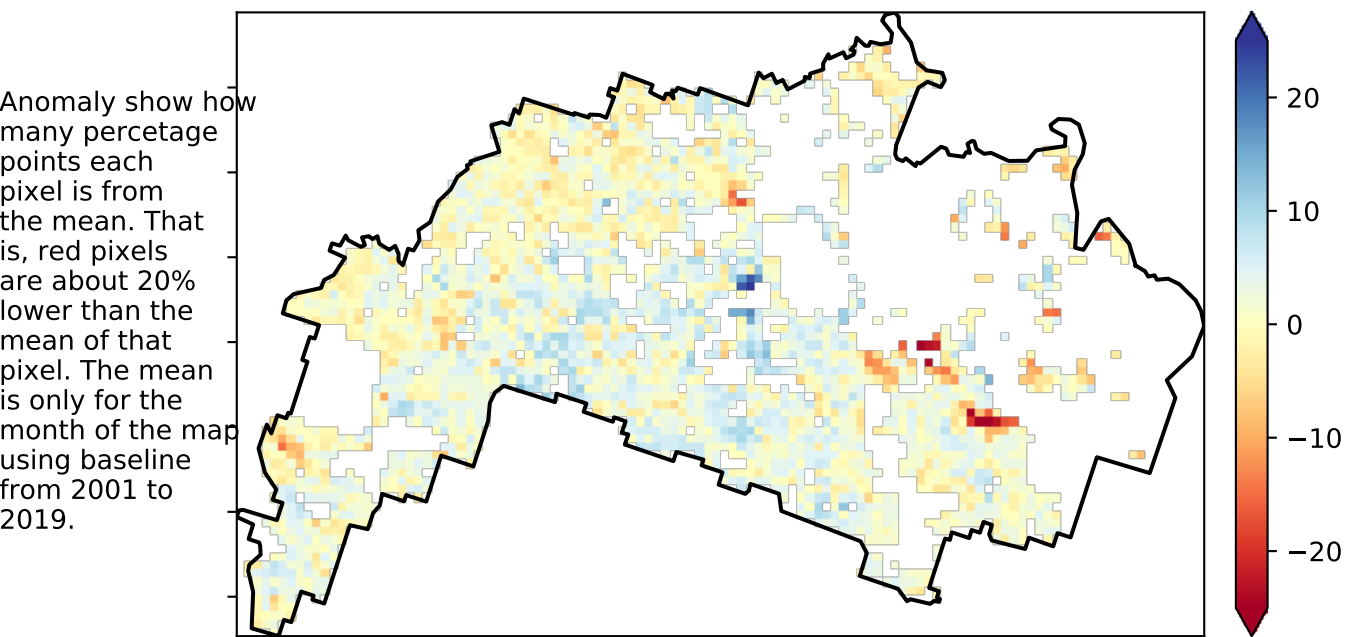 Anomaly show how
many percetage
points each
pixel is from
the mean. That
is, red pixels
are about 20%
lower than the
mean of that
pixel. The mean
is only for the
month of the map
using baseline
from 2001 to
2019.
20
10
0
−10
−20